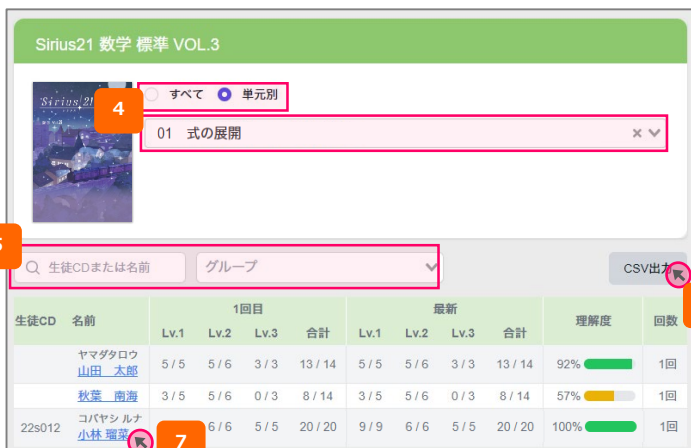 Sirius21 数学 標準 VOL.3
Sirius 21
すべて 単元別
4
01 式の展開
生徒CDまたは名前
グループ
CSV出力
生徒CD 名前 1回目 最新 理解度 回数
Lv.1 Lv.2 Lv.3 合計 Lv.1 Lv.2 Lv.3 合計
ヤマダタロウ
山田 太郎 5 / 5 5 / 6 3 / 3 13 / 14 5 / 5 5 / 6 3 / 3 13 / 14 92% 1回
秋葉 南海 3 / 5 5 / 6 0 / 3 8 / 14 3 / 5 5 / 6 0 / 3 8 / 14 57% 1回
コバヤシ ルナ
22s012 小林 瑠菜 6 / 6 5 / 5 20 / 20 9 / 9 6 / 6 5 / 5 20 / 20 100% 1回
7